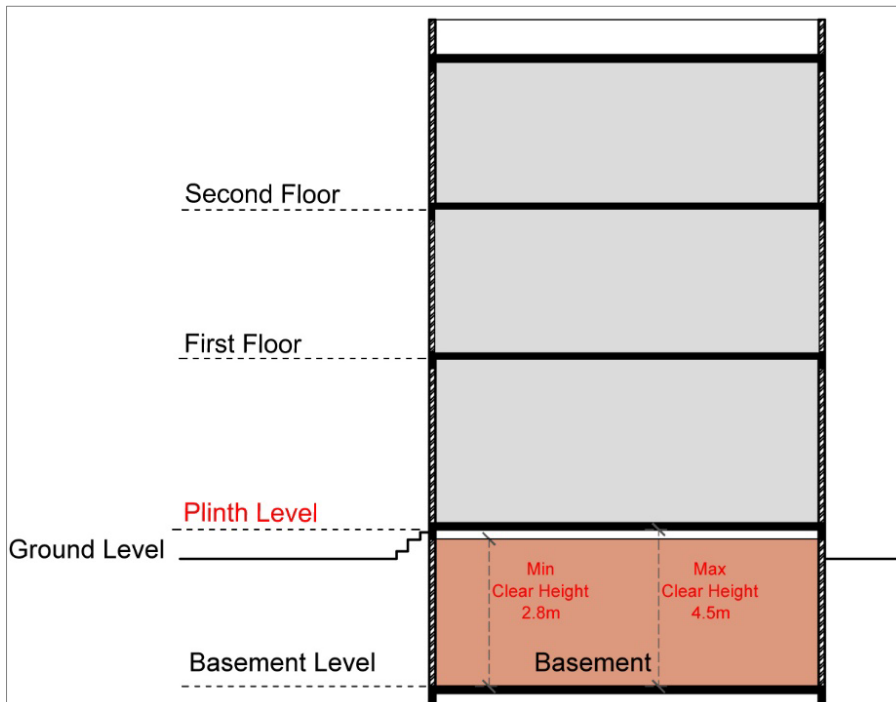 Second Floor
First Floor
Plinth Level
Ground Level
Min
Clear Height
2.8m
Max
Clear Height
4.5m
Basement Level
Basement